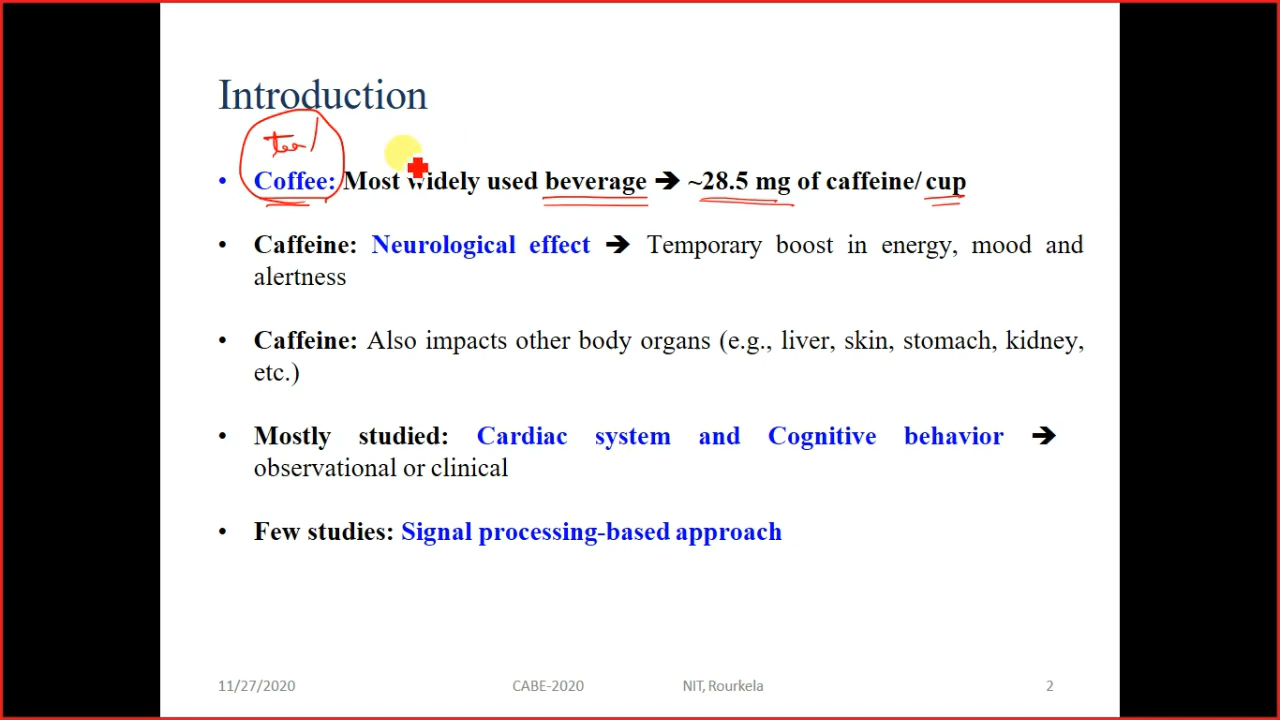 Introduction
tea/
• Coffee: Most widely used beverage ➔ ~28.5 mg of caffeine/ cup
• Caffeine: Neurological effect ➔ Temporary boost in energy, mood and
alertness
• Caffeine: Also impacts other body organs (e.g., liver, skin, stomach, kidney,
etc.)
• Mostly studied: Cardiac system and Cognitive behavior ➔
observational or clinical
• Few studies: Signal processing-based approach
11/27/2020 CABE-2020 NIT, Rourkela 2